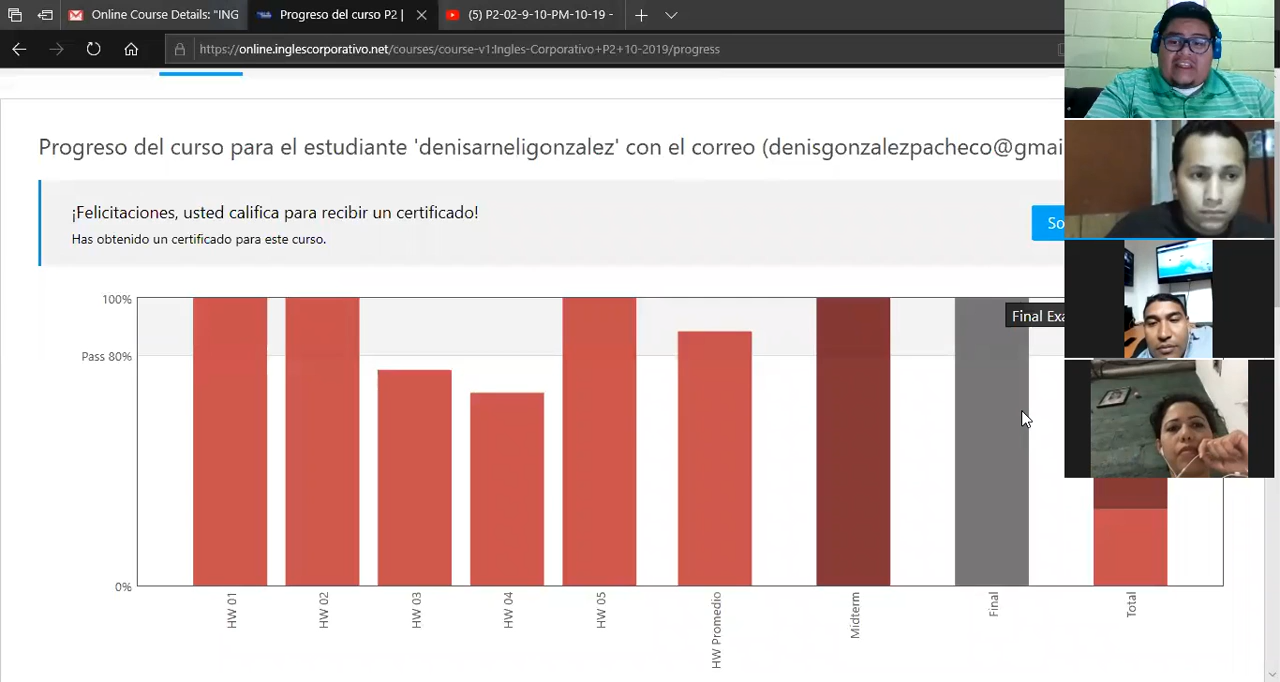 Online Course Details: "ING
Progreso del curso P2 |
(5) P2-02-9-10-PM-10-19 -
https://online.inglescorporativo.net/courses/course-v1:Ingles-Corporativo+P2+10-2019/progress
Progreso del curso para el estudiante 'denisarneligonzalez' con el correo (denisgonzalezpacheco@gmai
¡Felicitaciones, usted califica para recibir un certificado!
Has obtenido un certificado para este curso.
So
100%
Pass 80%
0%
Final Exa
HW 01
HW 02
HW 03
HW 04
HW 05
HW Promedio
Midterm
Final
Total